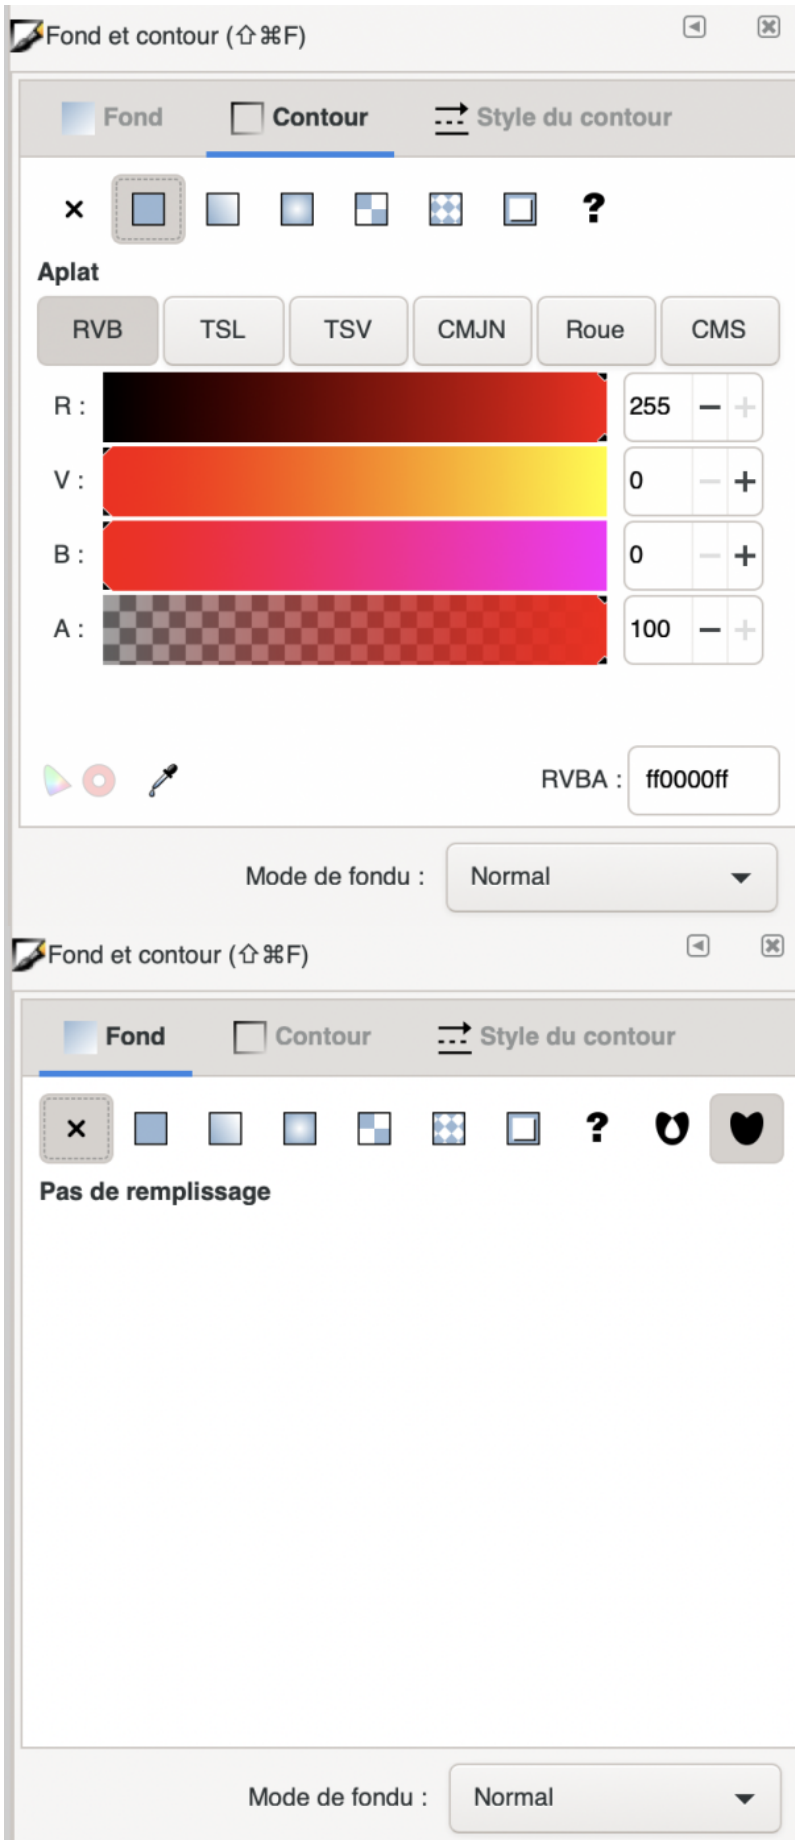 Fond et contour (⇧⌘F)
Fond Contour Style du contour
?
Aplat
RVB TSL TSV CMJN Roue CMS
R : 255 − +
V : 0 − +
B : 0 − +
A : 100 − +
RVBA : ff0000ff
Mode de fondu : Normal
Fond et contour (⇧⌘F)
Fond Contour Style du contour
?
Pas de remplissage
Mode de fondu : Normal